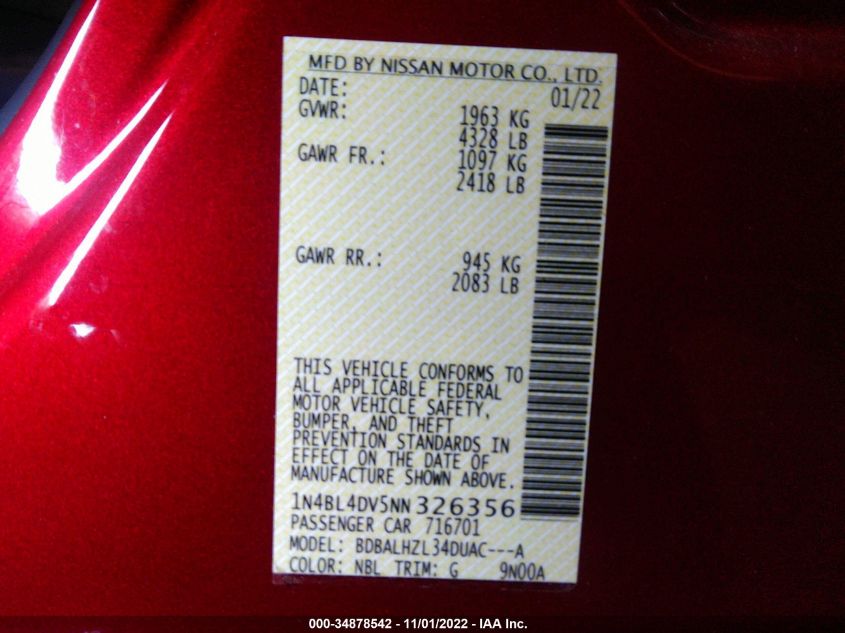 MFD BY NISSAN MOTOR CO., LTD.
DATE: 01/22
GVWR: 1963 KG
4328 LB
GAWR FR.: 1097 KG
2418 LB
GAWR RR.: 945 KG
2083 LB
THIS VEHICLE CONFORMS TO
ALL APPLICABLE FEDERAL
MOTOR VEHICLE SAFETY,
BUMPER, AND THEFT
PREVENTION STANDARDS IN
EFFECT ON THE DATE OF
MANUFACTURE SHOWN ABOVE.
1N4BL4DV5NN326356
PASSENGER CAR 716701
MODEL: BDBALHZL34DUAC---A
COLOR: NBL TRIM: G 9N00A
000-34878542 - 11/01/2022 - IAA Inc.